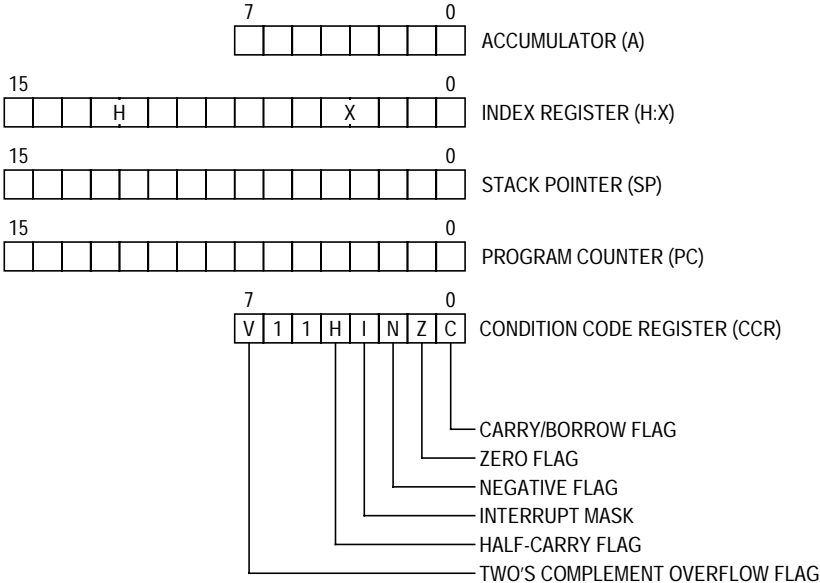 7 0
ACCUMULATOR (A)
15 0
H X INDEX REGISTER (H:X)
15 0
STACK POINTER (SP)
15 0
PROGRAM COUNTER (PC)
7 0
V 1 1 H I N Z C CONDITION CODE REGISTER (CCR)
CARRY/BORROW FLAG
ZERO FLAG
NEGATIVE FLAG
INTERRUPT MASK
HALF-CARRY FLAG
TWO'S COMPLEMENT OVERFLOW FLAG